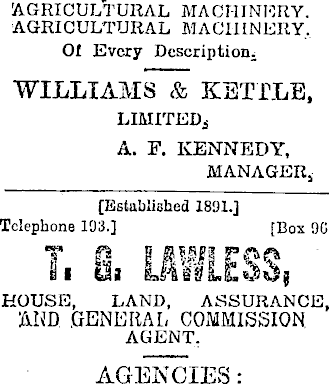 AGRICULTURAL MACHINERY.
AGRICULTURAL MACHINERY.
Of Every Description.
WILLIAMS & KETTLE,
LIMITED,
A. F. KENNEDY,
MANAGER,
[Established 1891.]
Telephone 193.] [Box 96
T. G. LAWLESS,
HOUSE, LAND, ASSURANCE,
AND GENERAL COMMISSION
AGENT.
AGENCIES: